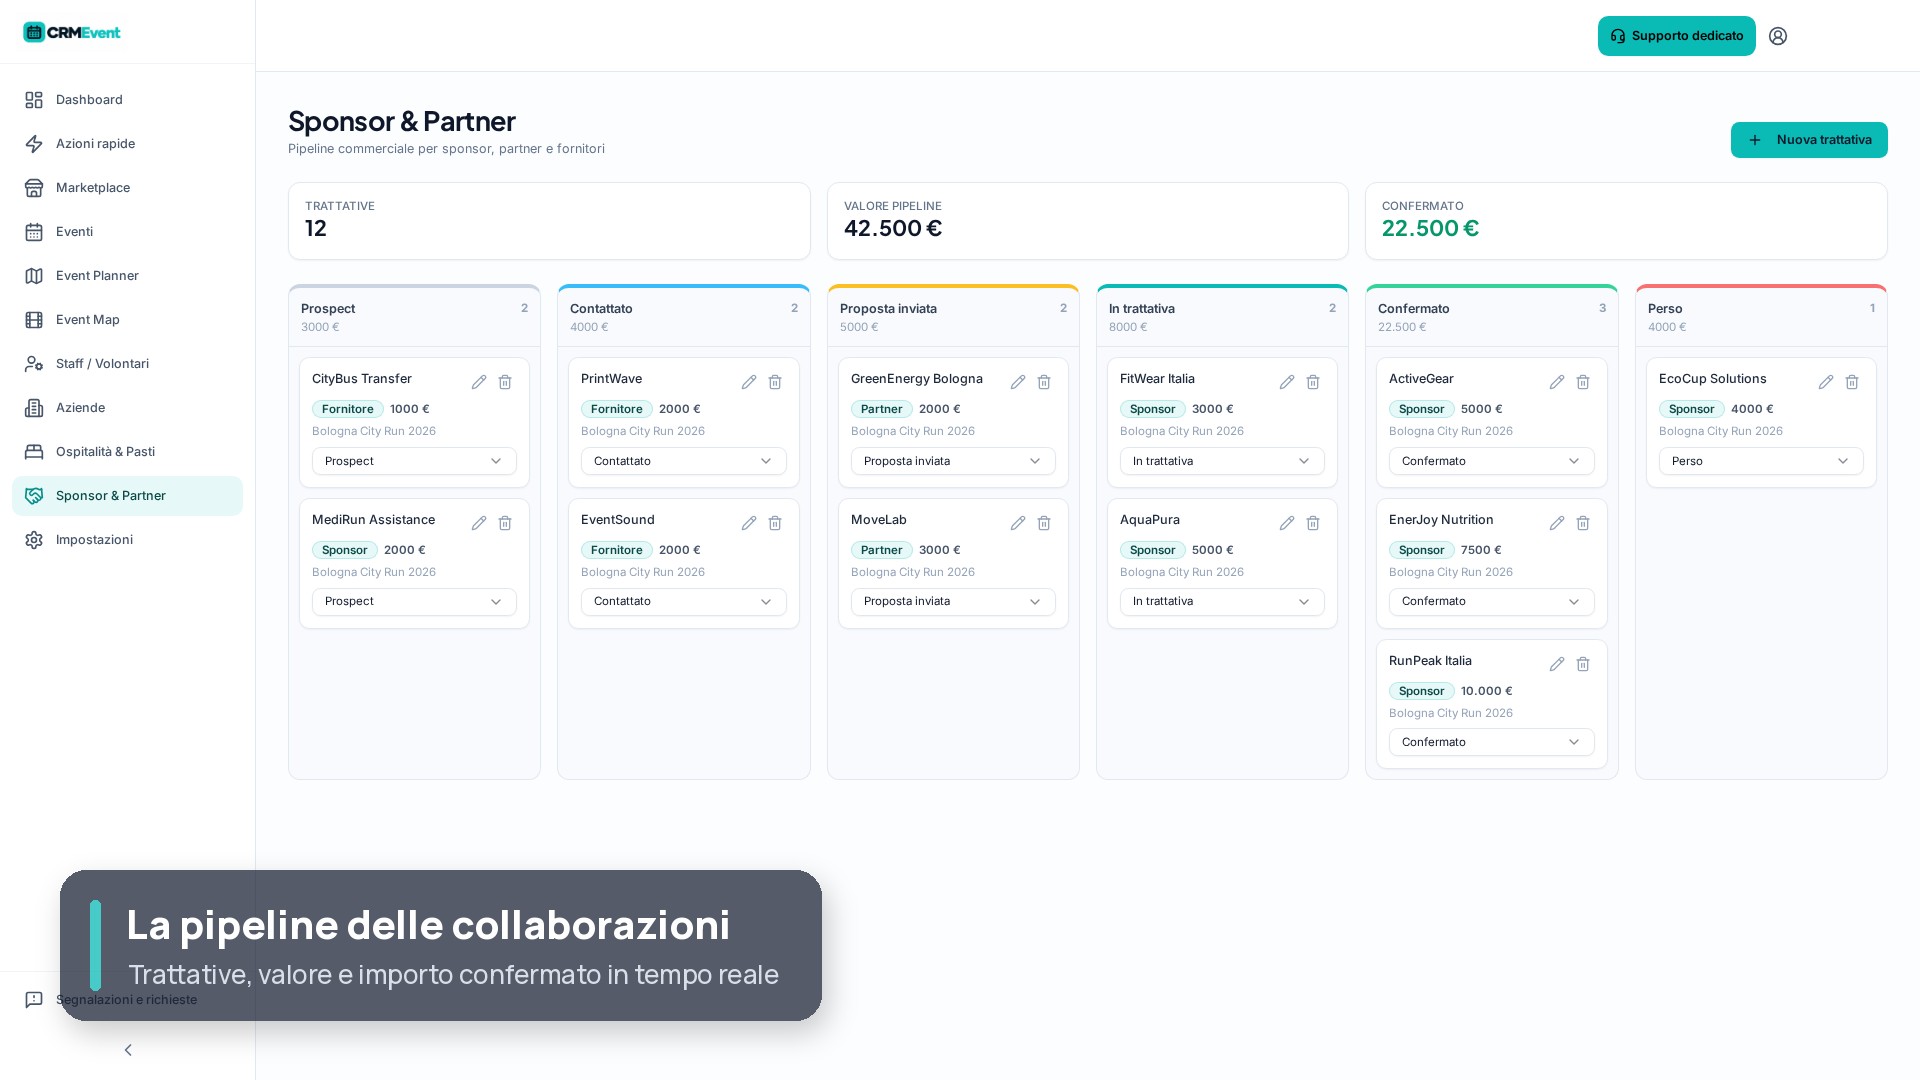 CRMEvent
Supporto dedicato
Dashboard
Azioni rapide
Marketplace
Eventi
Event Planner
Event Map
Staff / Volontari
Aziende
Ospitalità & Pasti
Sponsor & Partner
Impostazioni
Segnalazioni e richieste
Sponsor & Partner
Pipeline commerciale per sponsor, partner e fornitori
Nuova trattativa
TRATTATIVE
12
VALORE PIPELINE
42.500 €
CONFERMATO
22.500 €
Prospect 2
3000 €
CityBus Transfer
Fornitore 1000 €
Bologna City Run 2026
Prospect
MediRun Assistance
Sponsor 2000 €
Bologna City Run 2026
Prospect
Contattato 2
4000 €
PrintWave
Fornitore 2000 €
Bologna City Run 2026
Contattato
EventSound
Fornitore 2000 €
Bologna City Run 2026
Contattato
Proposta inviata 2
5000 €
GreenEnergy Bologna
Partner 2000 €
Bologna City Run 2026
Proposta inviata
MoveLab
Partner 3000 €
Bologna City Run 2026
Proposta inviata
In trattativa 2
8000 €
FitWear Italia
Sponsor 3000 €
Bologna City Run 2026
In trattativa
AquaPura
Sponsor 5000 €
Bologna City Run 2026
In trattativa
Confermato 3
22.500 €
ActiveGear
Sponsor 5000 €
Bologna City Run 2026
Confermato
EnerJoy Nutrition
Sponsor 7500 €
Bologna City Run 2026
Confermato
RunPeak Italia
Sponsor 10.000 €
Bologna City Run 2026
Confermato
Perso 1
4000 €
EcoCup Solutions
Sponsor 4000 €
Bologna City Run 2026
Perso
La pipeline delle collaborazioni
Trattative, valore e importo confermato in tempo reale